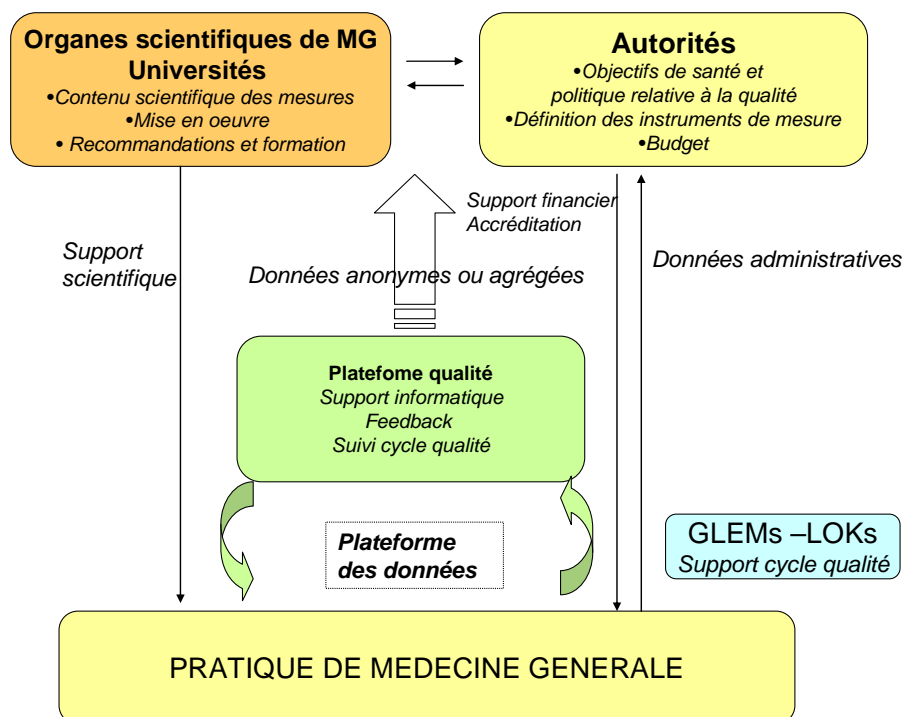 Organes scientifiques de MG
Universités
•Contenu scientifique des mesures
•Mise en oeuvre
• Recommandations et formation
Autorités
•Objectifs de santé et
politique relative à la qualité
•Définition des instruments de mesure
•Budget
Support financier
Accréditation
Support
scientifique
Données anonymes ou agrégées
Données administratives
Platefome qualité
Support informatique
Feedback
Suivi cycle qualité
Plateforme
des données
GLEMs –LOKs
Support cycle qualité
PRATIQUE DE MEDECINE GENERALE